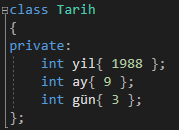 class Tarih
{
private:
    int yil{ 1988 };
    int ay{ 9 };
    int gün{ 3 };
};